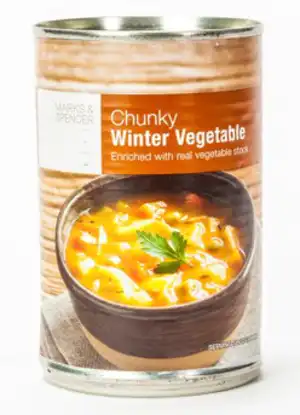 MARKS &
SPENCER
Chunky
Winter Vegetable
Enriched with real vegetable stock